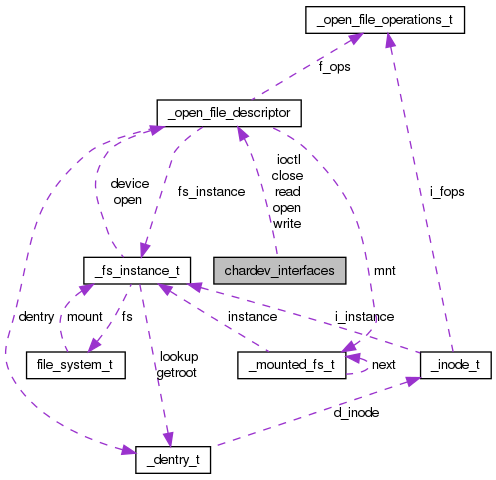 _open_file_operations_t
f_ops
_open_file_descriptor
ioctl
close
read
open
write
device
open
fs_instance
i_fops
_fs_instance_t
chardev_interfaces
mnt
dentry
mount
fs
instance
i_instance
lookup
getroot
file_system_t
_mounted_fs_t
next
_inode_t
d_inode
_dentry_t